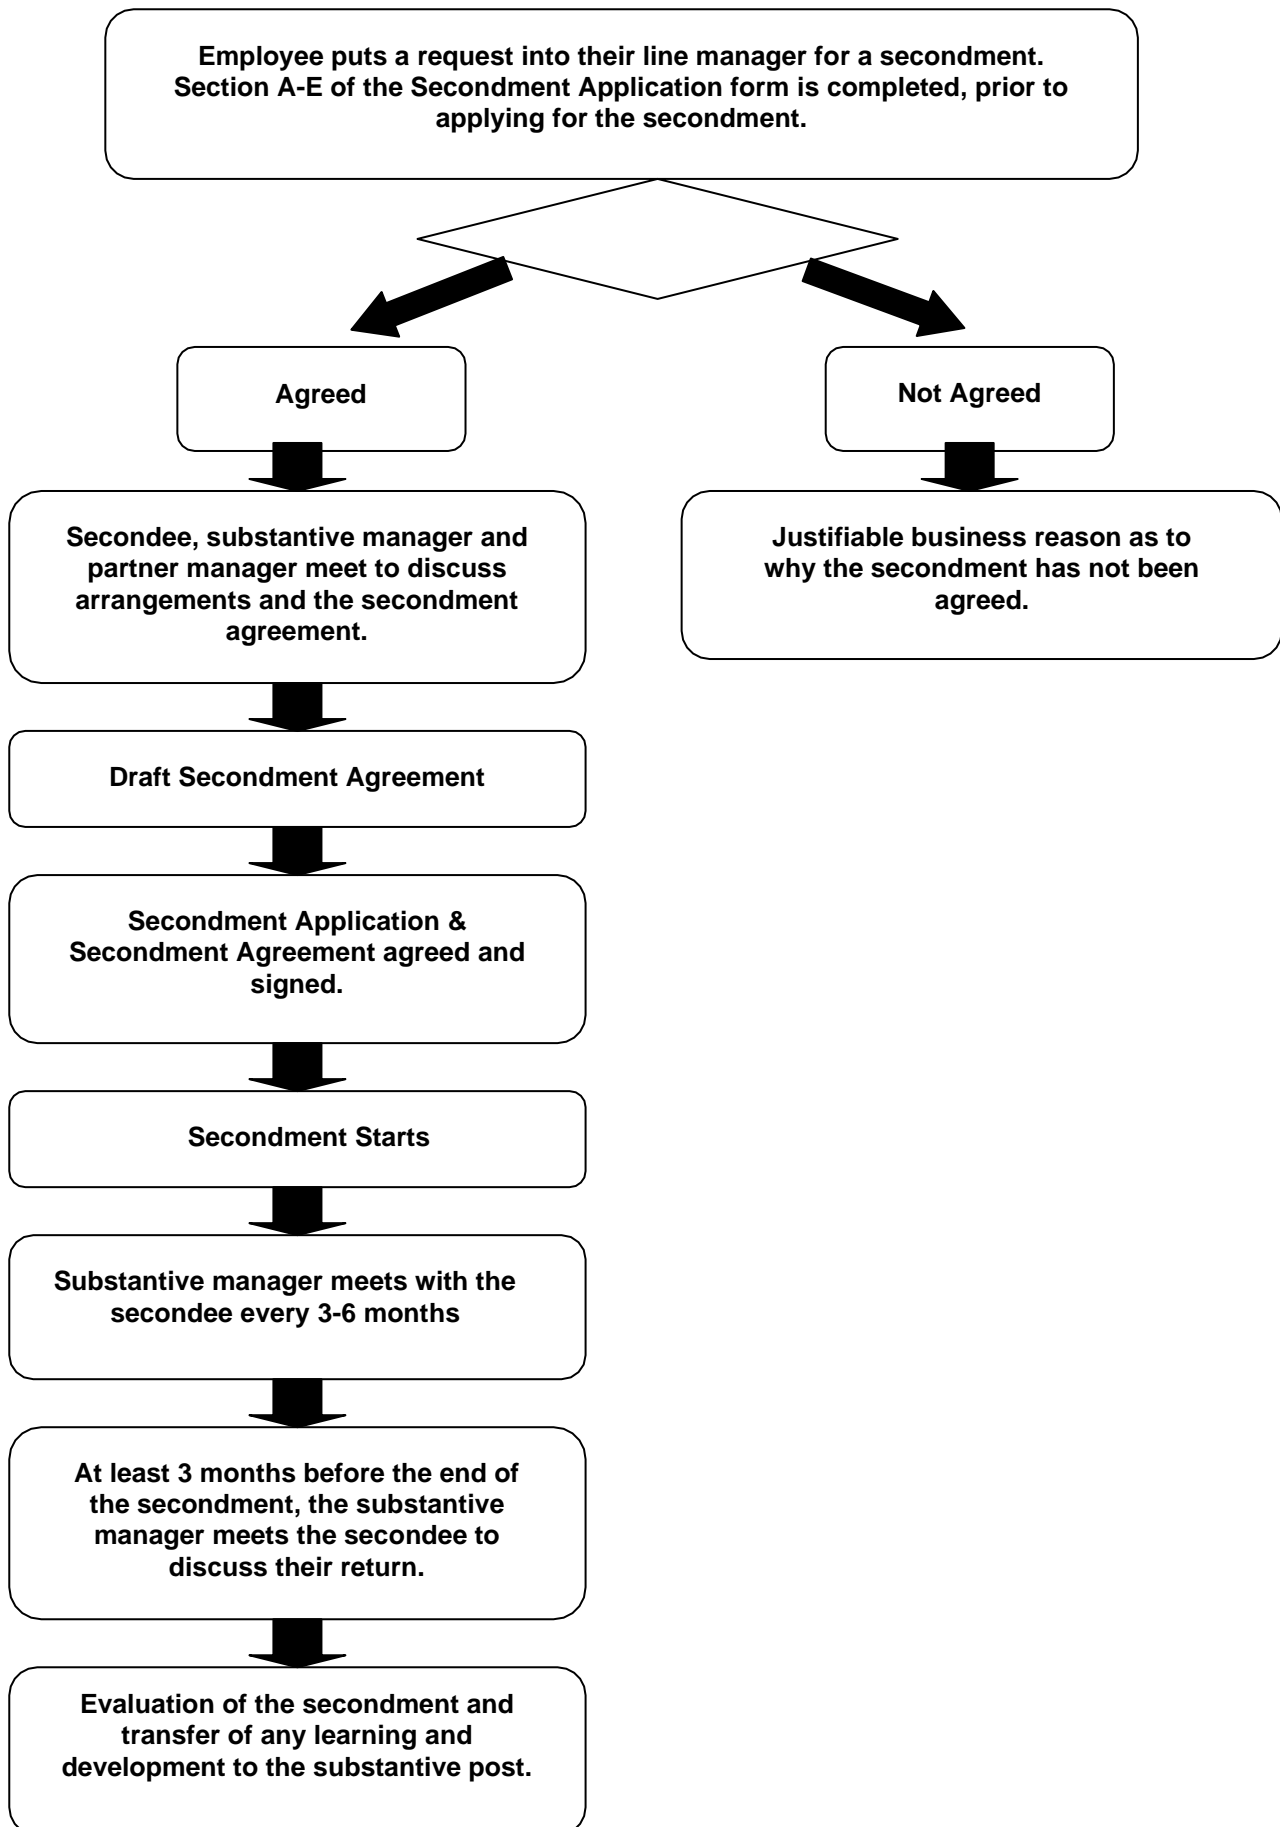 Employee puts a request into their line manager for a secondment.
Section A-E of the Secondment Application form is completed, prior to
applying for the secondment.
Agreed
Not Agreed
Secondee, substantive manager and
partner manager meet to discuss
arrangements and the secondment
agreement.
Justifiable business reason as to
why the secondment has not been
agreed.
Draft Secondment Agreement
Secondment Application &
Secondment Agreement agreed and
signed.
Secondment Starts
Substantive manager meets with the
secondee every 3-6 months
At least 3 months before the end of
the secondment, the substantive
manager meets the secondee to
discuss their return.
Evaluation of the secondment and
transfer of any learning and
development to the substantive post.